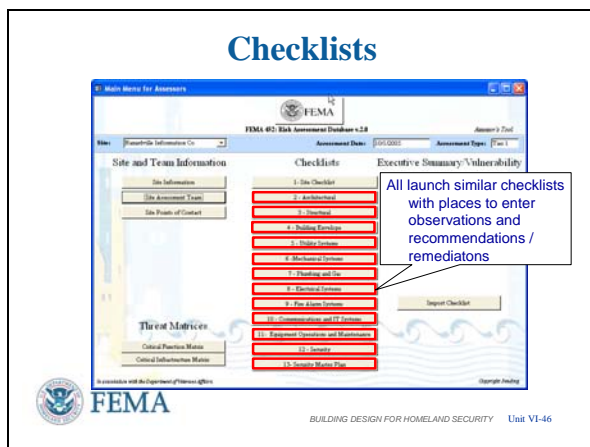 Checklists
Main Menu for Assessors
FEMA
FEMA 452: Risk Assessment Database v.2.0
Assessor's Tool
Site: Hazardville Information Co. Assessment Date: Assessment Type: Tier 1
Site and Team Information
Checklists
Executive Summary/Vulnerability
Site Information
Site Assessment Team
Site Points of Contact
1 - Site Checklist
2 - Architectural
3 - Structural
4 - Building Envelope
5 - Utility Systems
6 - Mechanical Systems
7 - Plumbing and Gas
8 - Electrical Systems
9 - Fire Alarm Systems
10 - Communications and IT Systems
11 - Equipment Operations and Maintenance
12 - Security
13- Security Master Plan
All launch similar checklists
with places to enter
observations and
recommendations /
remediatons
Import Checklist
Threat Matrices
Critical Function Matrix
Critical Infrastructure Matrix
In association with the Department of Veterans Affairs
Copyright Pending
FEMA
BUILDING DESIGN FOR HOMELAND SECURITY Unit VI-46